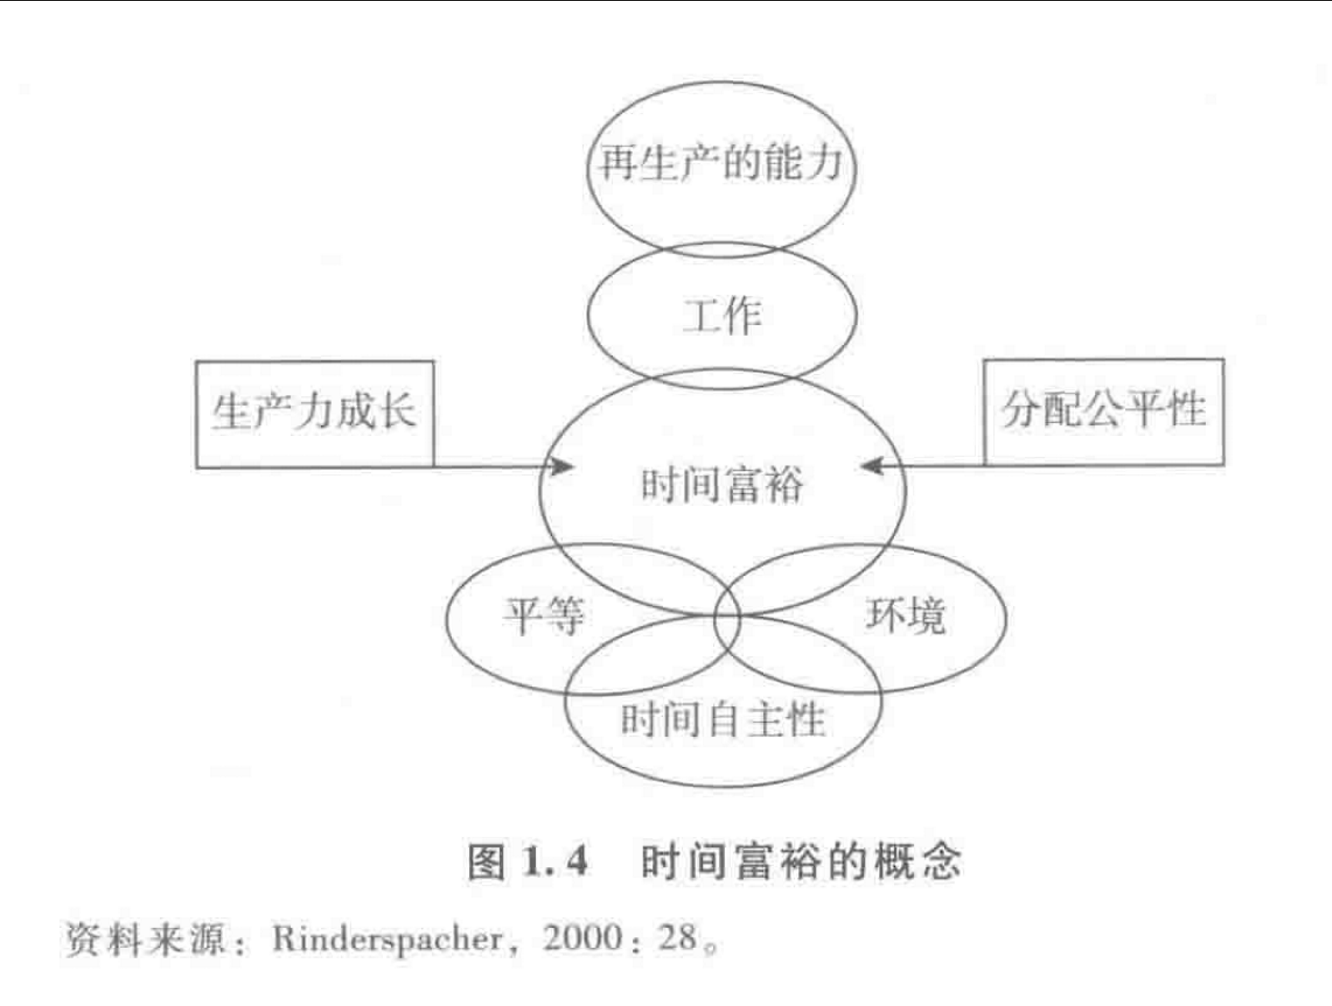 再生产的能力
工作
生产力成长
分配公平性
时间富裕
平等
环境
时间自主性
图 1.4 时间富裕的概念
资料来源：Rinderspacher，2000：28。